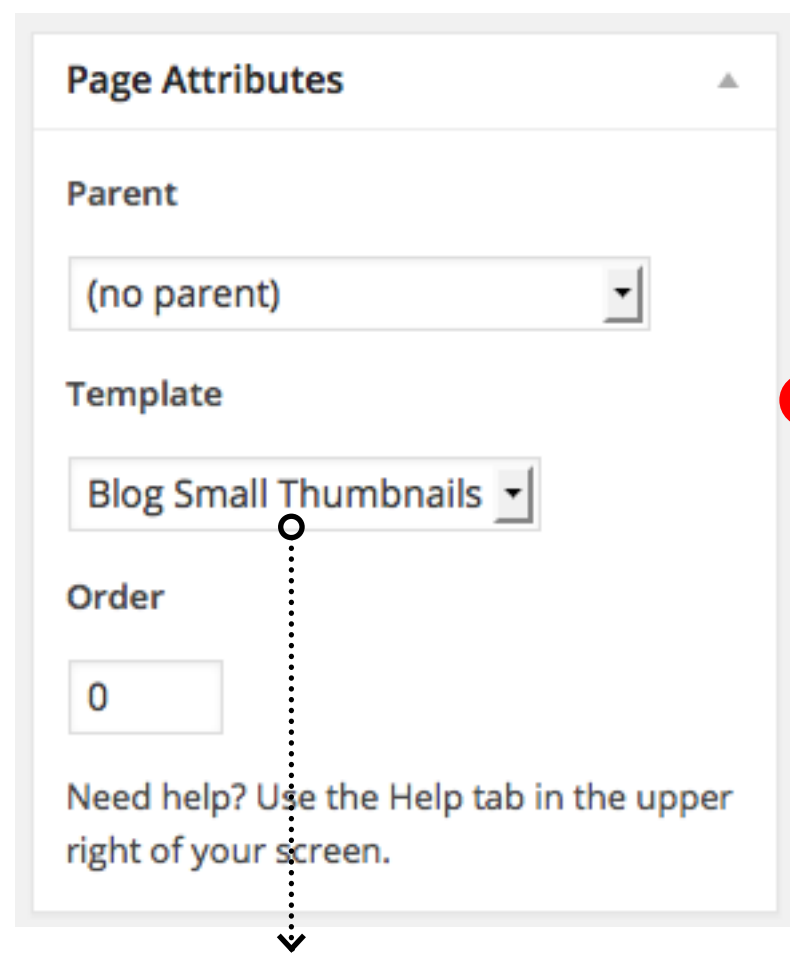 Page Attributes
Parent
(no parent)
Template
Blog Small Thumbnails
Order
0
Need help? Use the Help tab in the upper
right of your screen.